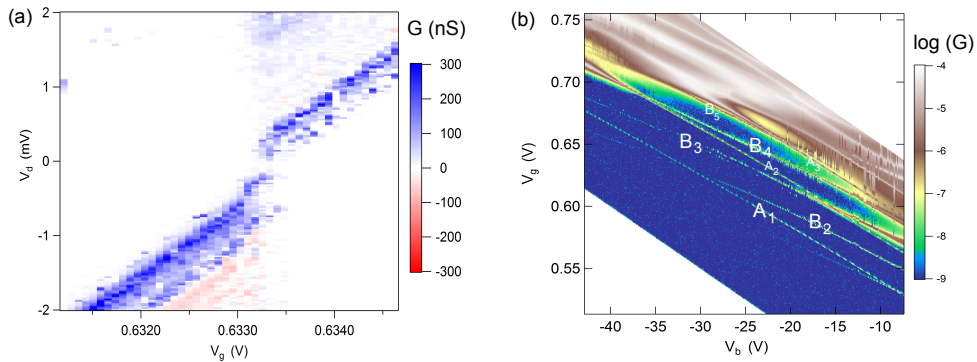 (a)
2
1
0
-1
-2
V_d (mV)
0.6320
0.6330
0.6340
V_g (V)
G (nS)
300
200
100
0
-100
-200
-300
(b)
0.75
0.70
0.65
0.60
0.55
V_g (V)
-40
-35
-30
-25
-20
-15
-10
V_b (V)
B_5
B_3
B_4
A_2
A_3
A_1
B_2
log (G)
-4
-5
-6
-7
-8
-9